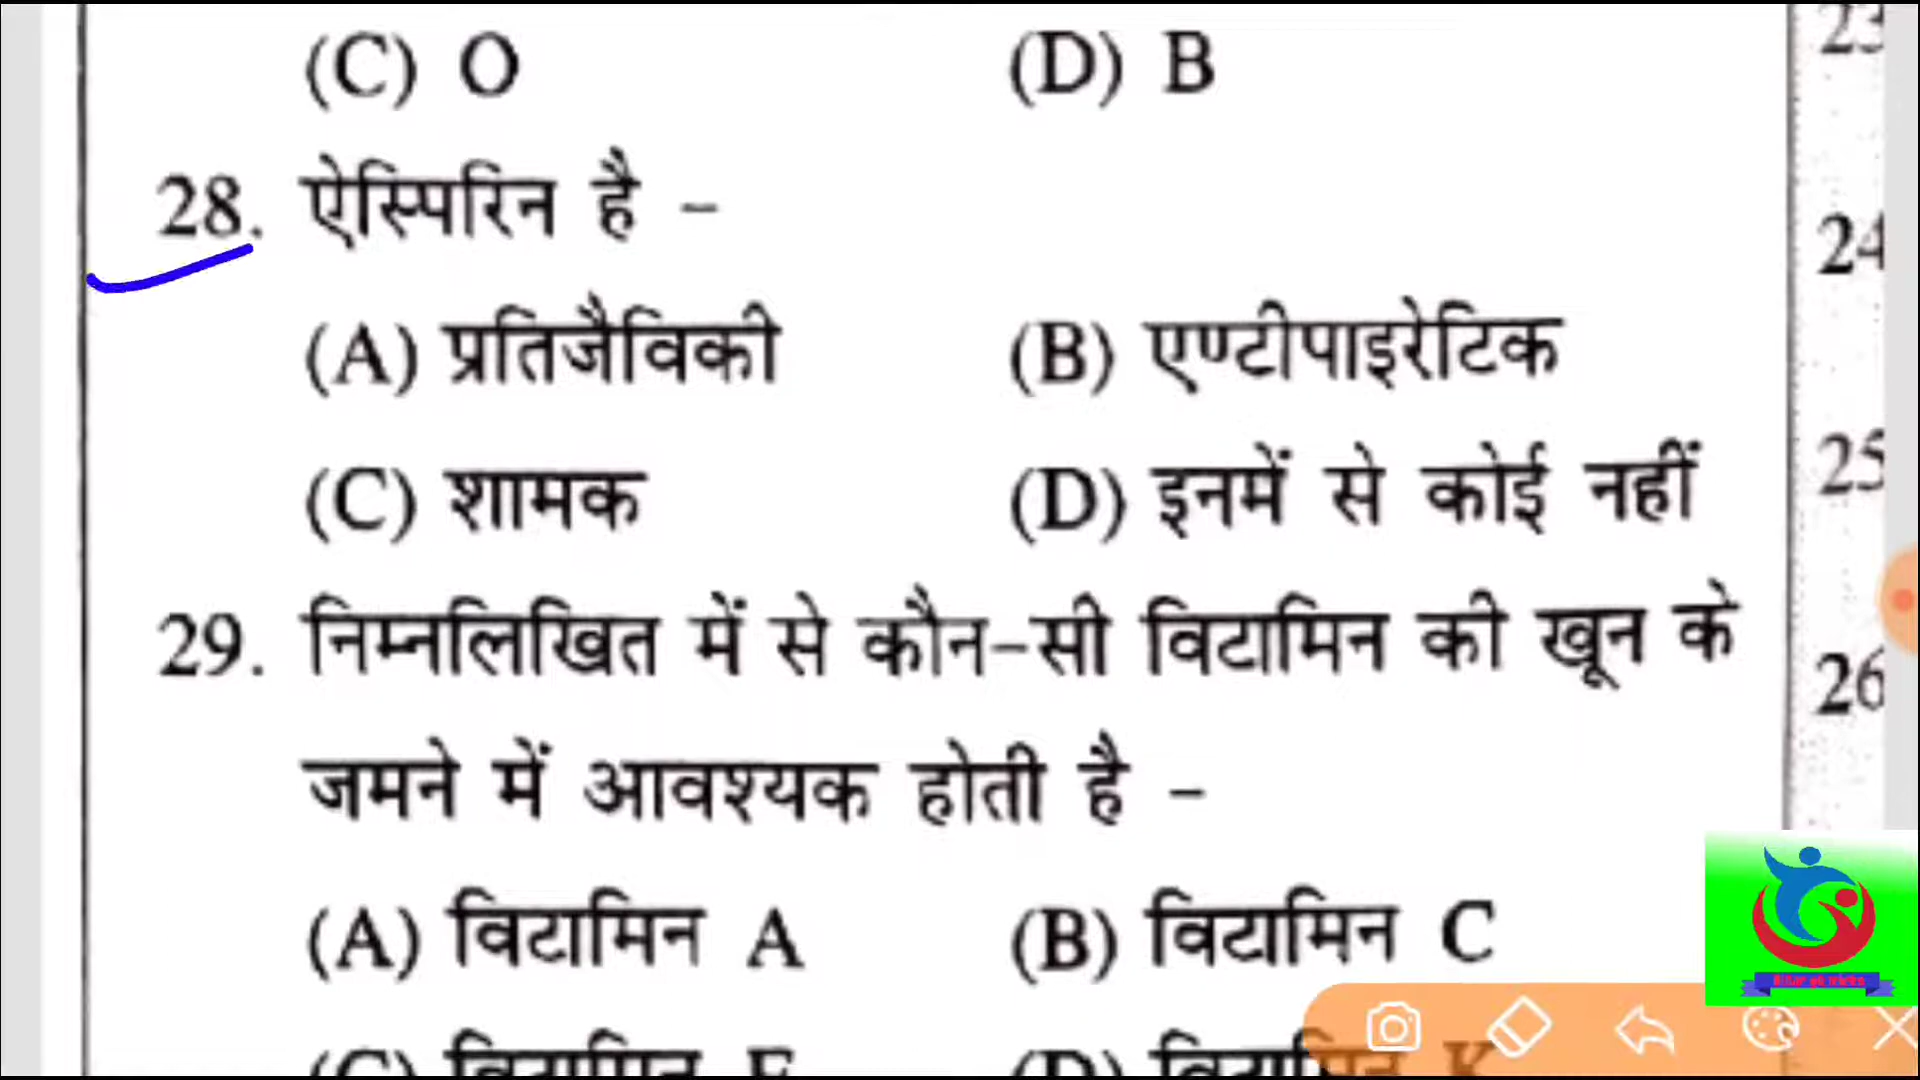 (C) O (D) B
28. ऐस्पिरिन है -
(A) प्रतिजैविकी (B) एण्टीपाइरेटिक
(C) शामक (D) इनमें से कोई नहीं
29. निम्नलिखित में से कौन-सी विटामिन की खून के
जमने में आवश्यक होती है -
(A) विटामिन A (B) विटामिन C
(C) विटामिन (D) विटामिन K
24
25
26